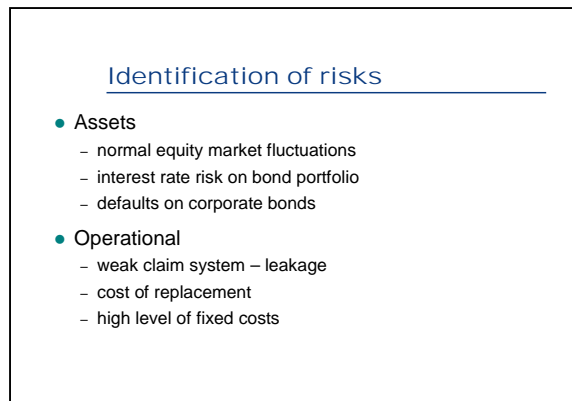 Identification of risks
● Assets
– normal equity market fluctuations
– interest rate risk on bond portfolio
– defaults on corporate bonds
● Operational
– weak claim system – leakage
– cost of replacement
– high level of fixed costs